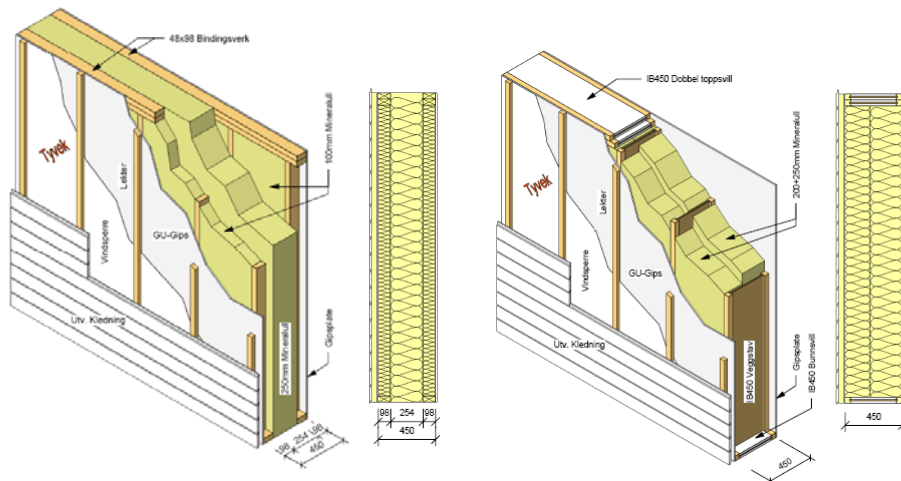 48x98 Bindingsverk
100mm Mineralull
Tyvek
Lekter
Vindsperre
GU-Gips
Utv. Kledning
250mm Mineralull
Gipsplate
98
254
98
450
98
254
98
450
IB450 Dobbel toppsvill
200+250mm Mineralull
Tyvek
Lekter
Vindsperre
GU-Gips
Utv. Kledning
IB450 Veggstav
Gipsplate
IB450 Bunnsvill
450
450